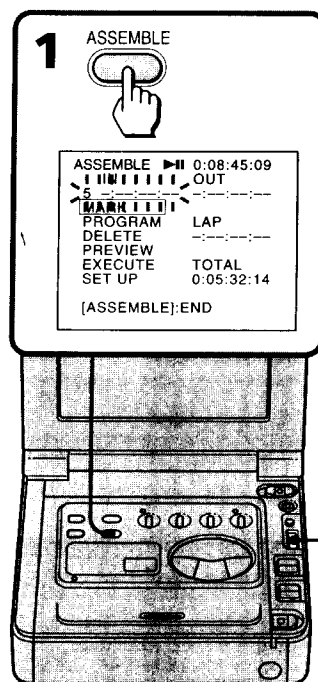 1 ASSEMBLE
ASSEMBLE ►II 0:08:45:09
IN OUT
5 -:--:--:-- -:--:--:--
MARK
PROGRAM LAP
DELETE -:--:--:--
PREVIEW
EXECUTE TOTAL
SET UP 0:05:32:14
[ASSEMBLE]:END